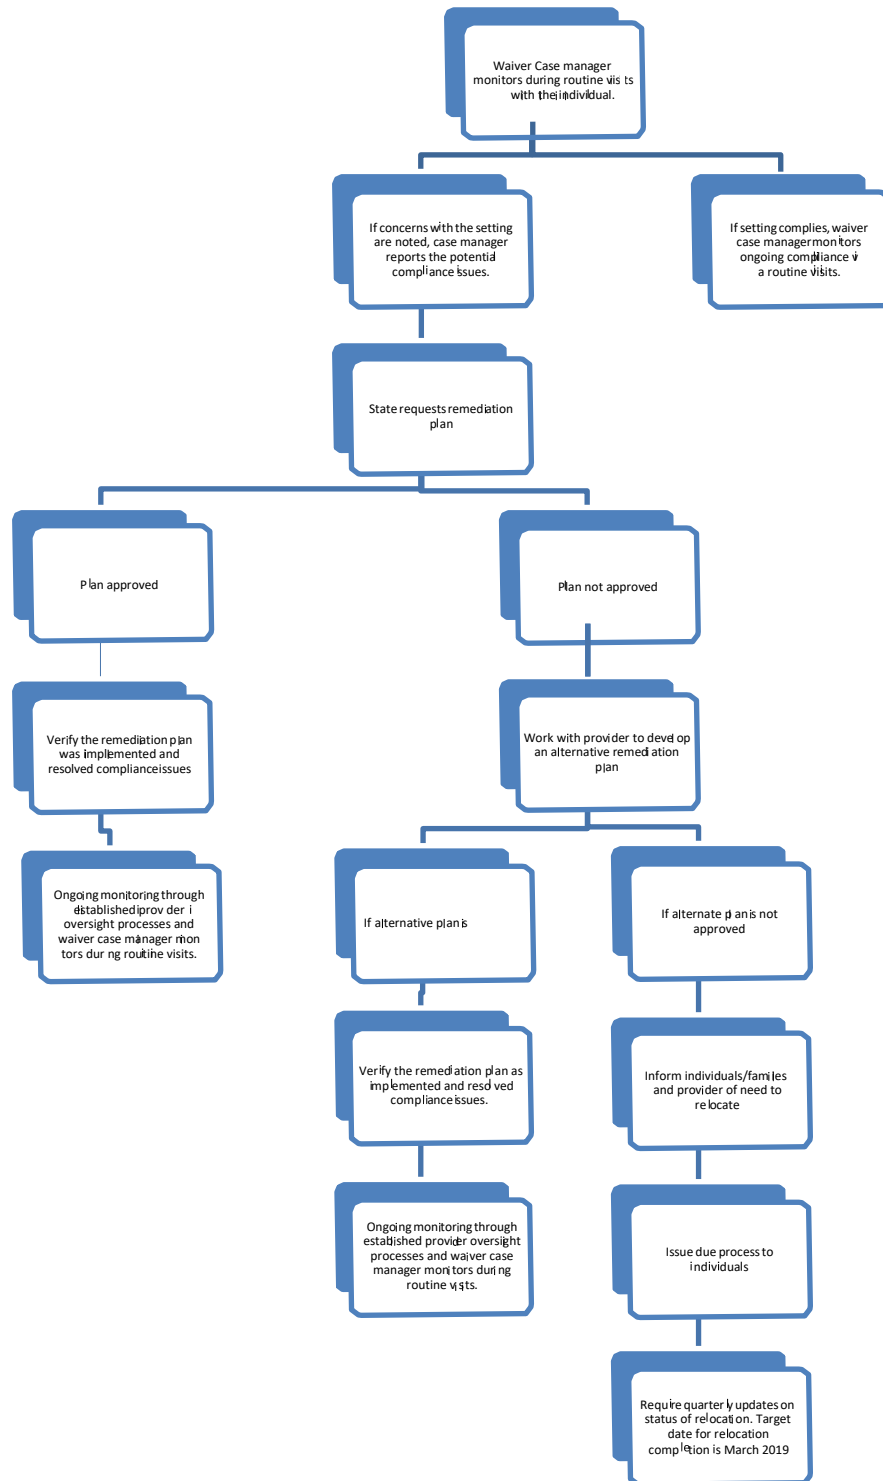 Waiver Case manager
monitors during routine visits
with the individual.
If concerns with the setting
are noted, case manager
reports the potential
compliance issues.
If setting complies, waiver
case manager monitors
ongoing compliance vi
a routine visits.
State requests remediation
plan
Plan approved
Plan not approved
Verify the remediation plan
was implemented and
resolved compliance issues
Work with provider to develop
an alternative remediation
plan
Ongoing monitoring through
established provider
oversight processes and
waiver case manager moni
tors during routine visits.
If alternative plan is
If alternate plan is not
approved
Verify the remediation plan as
implemented and resolved
compliance issues.
Inform individuals/families
and provider of need to
relocate
Ongoing monitoring through
established provider oversight
processes and waiver case
manager monitors during
routine visits.
Issue due process to
individuals
Require quarterly updates on
status of relocation. Target
date for relocation
completion is March 2019